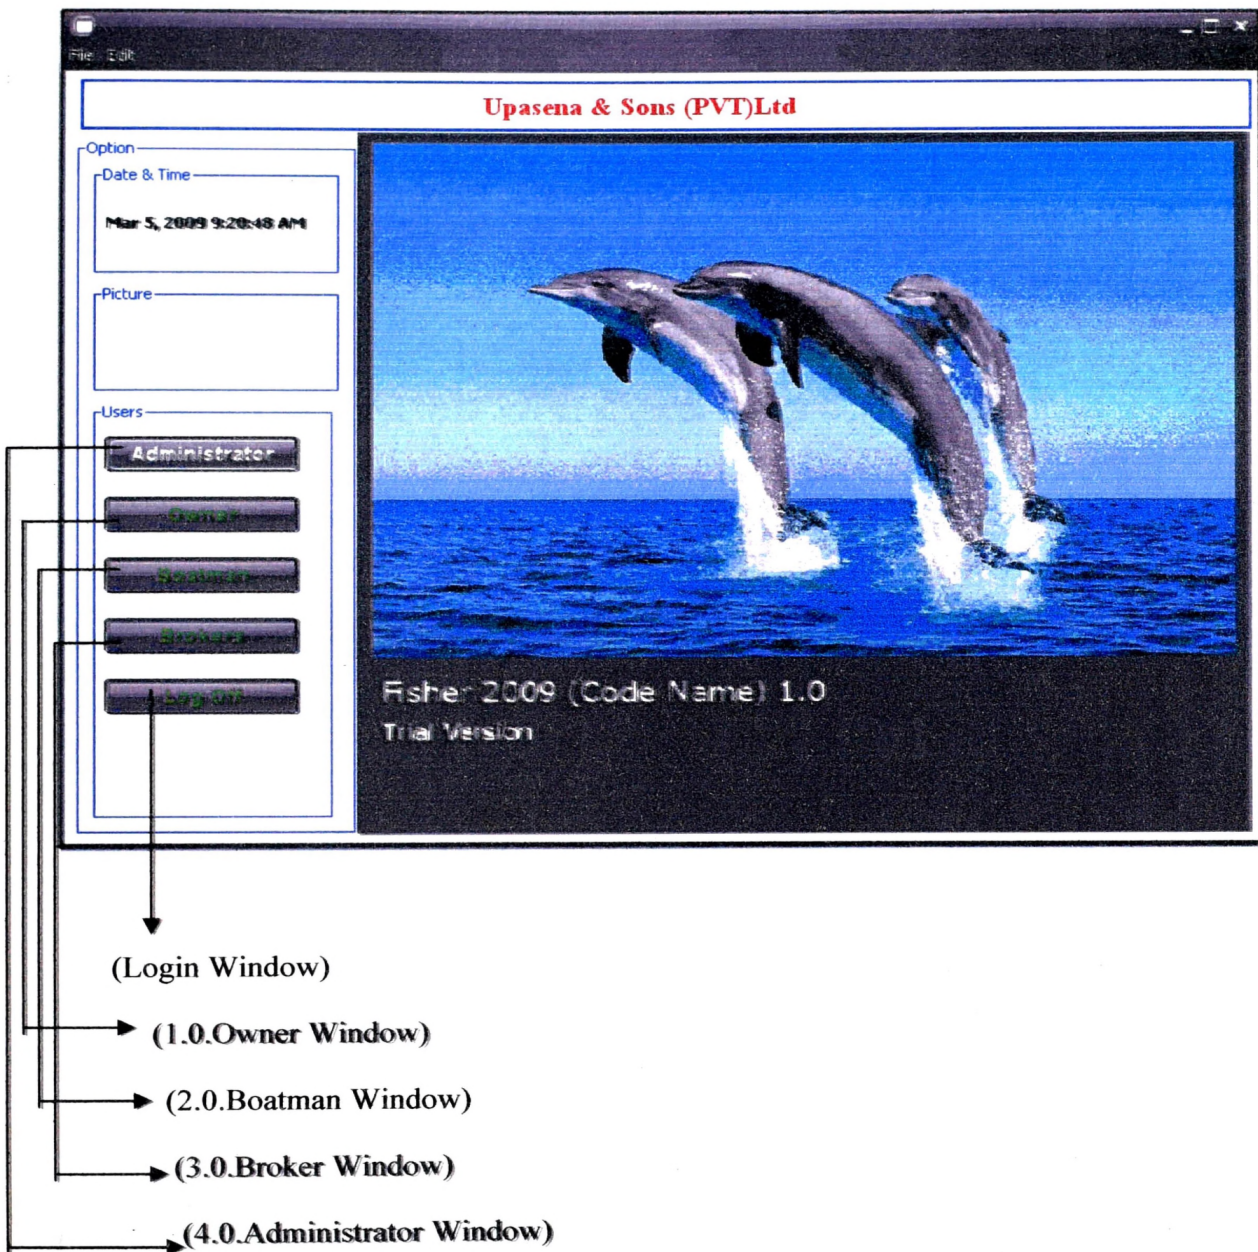 File Edit
Upasena & Sons (PVT)Ltd
Option
Date & Time
Mar 5, 2009 9:20:48 AM
Picture
Users
Administrator
Owner
Boatman
Brokers
Log Off
Fisher 2009 (Code Name) 1.0
Trial Version
(Login Window)
(1.0.Owner Window)
(2.0.Boatman Window)
(3.0.Broker Window)
(4.0.Administrator Window)